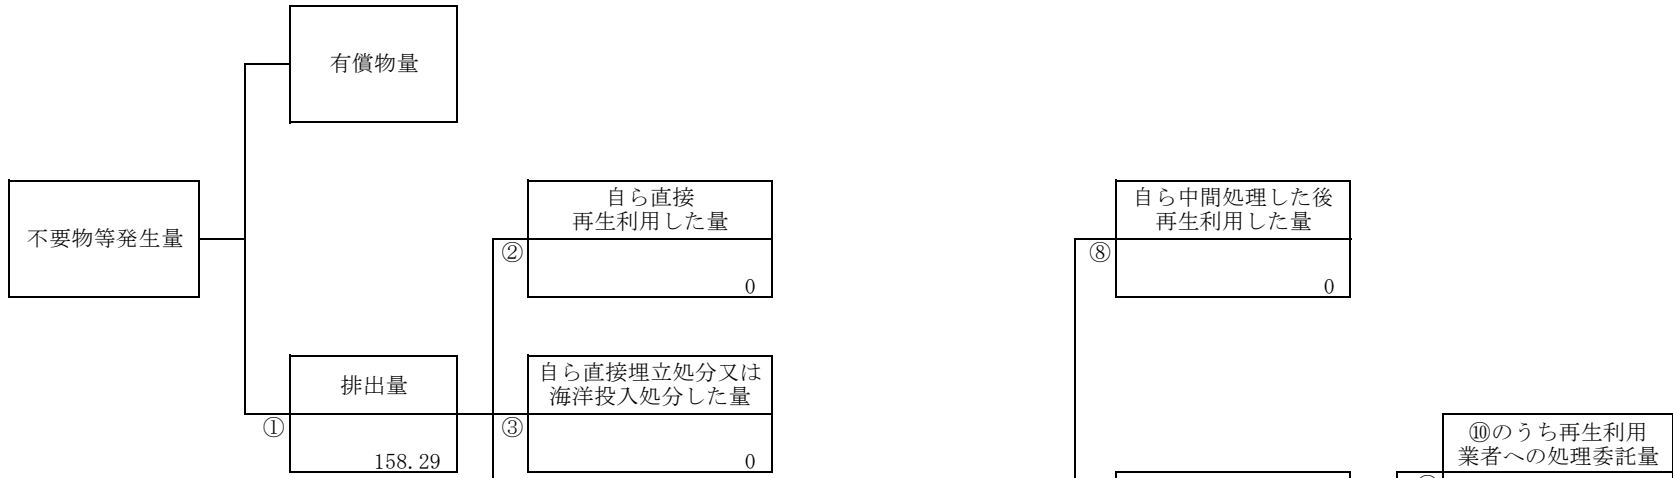 有償物量
不要物等発生量
自ら直接
再生利用した量
②
0
自ら中間処理した後
再生利用した量
⑧
0
排出量
①
158.29
自ら直接埋立処分又は
海洋投入処分した量
③
0
⑩のうち再生利用
業者への処理委託量